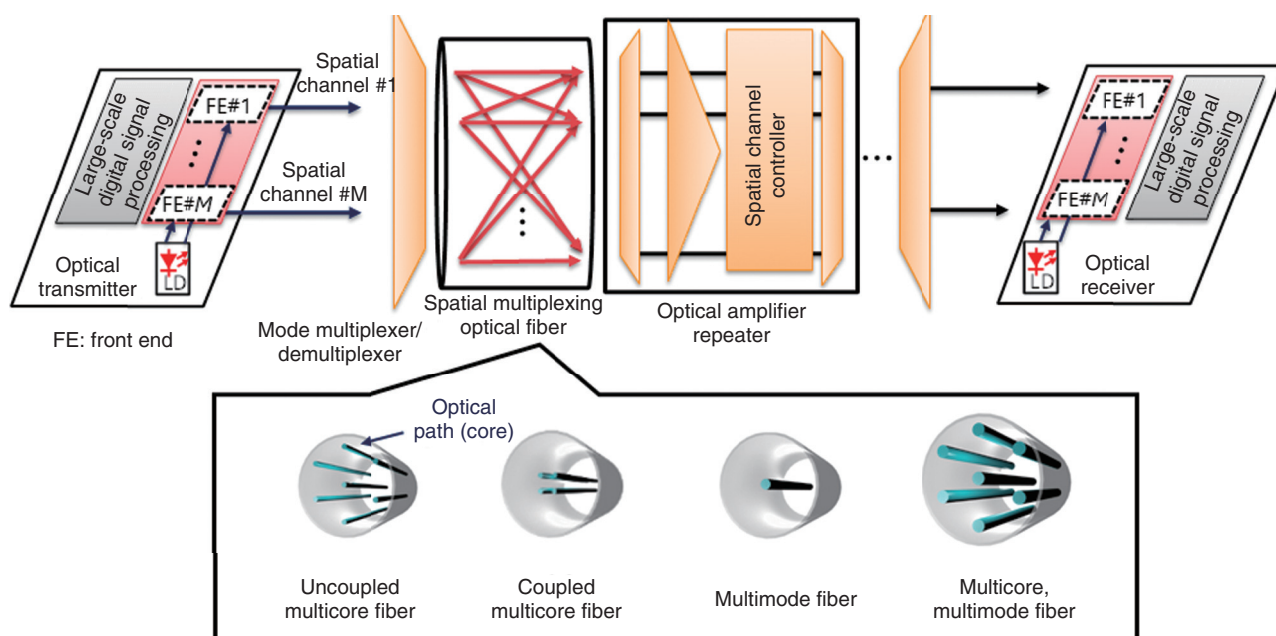 Large-scale
digital signal
processing
FE#1
FE#M
LD
Optical
transmitter
FE: front end
Spatial
channel #1
Spatial
channel #M
Mode multiplexer/
demultiplexer
Spatial multiplexing
optical fiber
Spatial channel
controller
Optical amplifier
repeater
FE#1
FE#M
LD
Large-scale
digital signal
processing
Optical
receiver
Optical
path (core)
Uncoupled
multicore fiber
Coupled
multicore fiber
Multimode fiber
Multicore,
multimode fiber